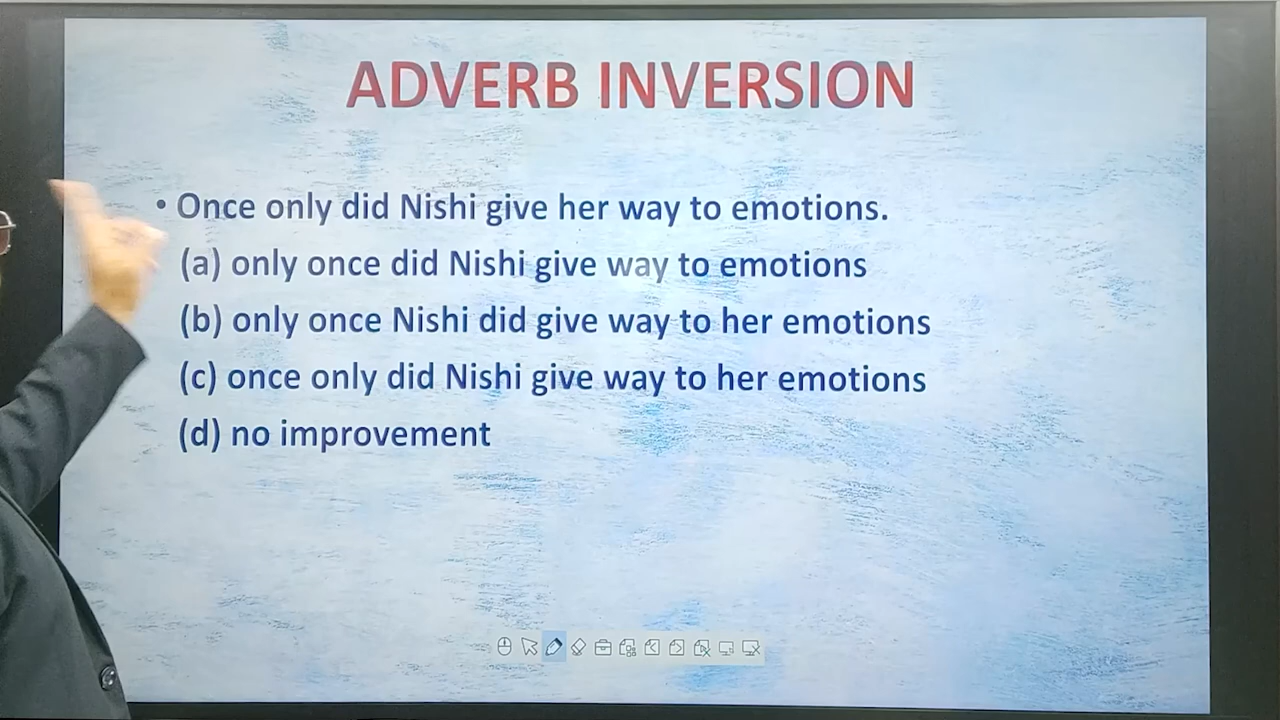 ADVERB INVERSION
• Once only did Nishi give her way to emotions.
(a) only once did Nishi give way to emotions
(b) only once Nishi did give way to her emotions
(c) once only did Nishi give way to her emotions
(d) no improvement